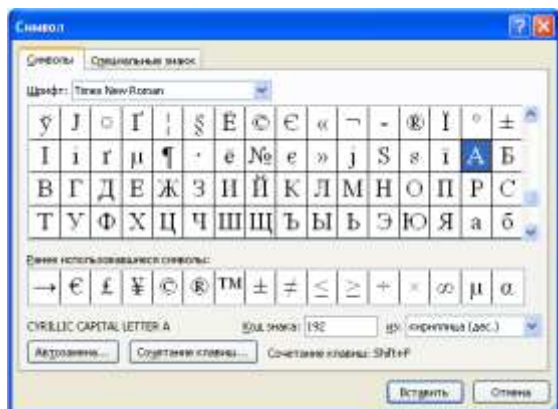 Символ
Символы Специальные знаки
Шрифт: Times New Roman
ў Ј ¤ Ґ ¦ § Ё © Є « ¬ - ® Ї ° ±
І і ґ µ ¶ · ё № є » ј Ѕ ѕ ї А Б
В Г Д Е Ж З И Й К Л М Н О П Р С
Т У Ф Х Ц Ч Ш Щ Ъ Ы Ь Э Ю Я а б
Ранее использовавшиеся символы:
→ € £ ¥ © ® ™ ± ≠ ≤ ≥ ÷ × ∞ µ α
CYRILLIC CAPITAL LETTER A Код знака: 192 из: кириллица (дес.)
Автозамена... Сочетание клавиш... Сочетание клавиш: Shift+F
Вставить Отмена